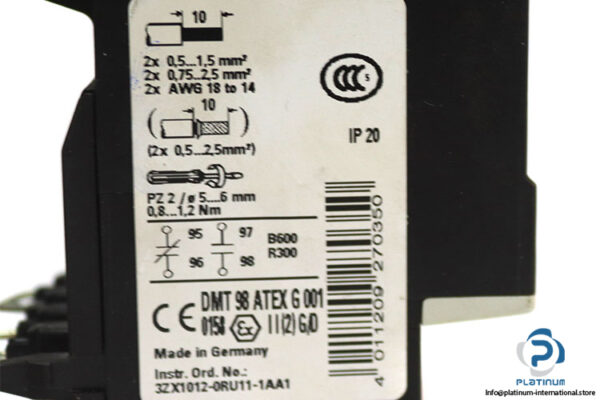 10
2x 0,5...1,5 mm²
2x 0,75...2,5 mm²
2x AWG 18 to 14
10
(2x 0,5...2,5mm²)
PZ 2 / ø 5...6 mm
0,8...1,2 Nm
95 97
96 98
B600
R300
CCC S
IP 20
CE DMT 98 ATEX G 001
0158 Ex II (2) G/D
Made in Germany
Instr. Ord. No.:
3ZX1012-0RU11-1AA1
4 011209 270350
PLATINUM
Info@platinum-international.store